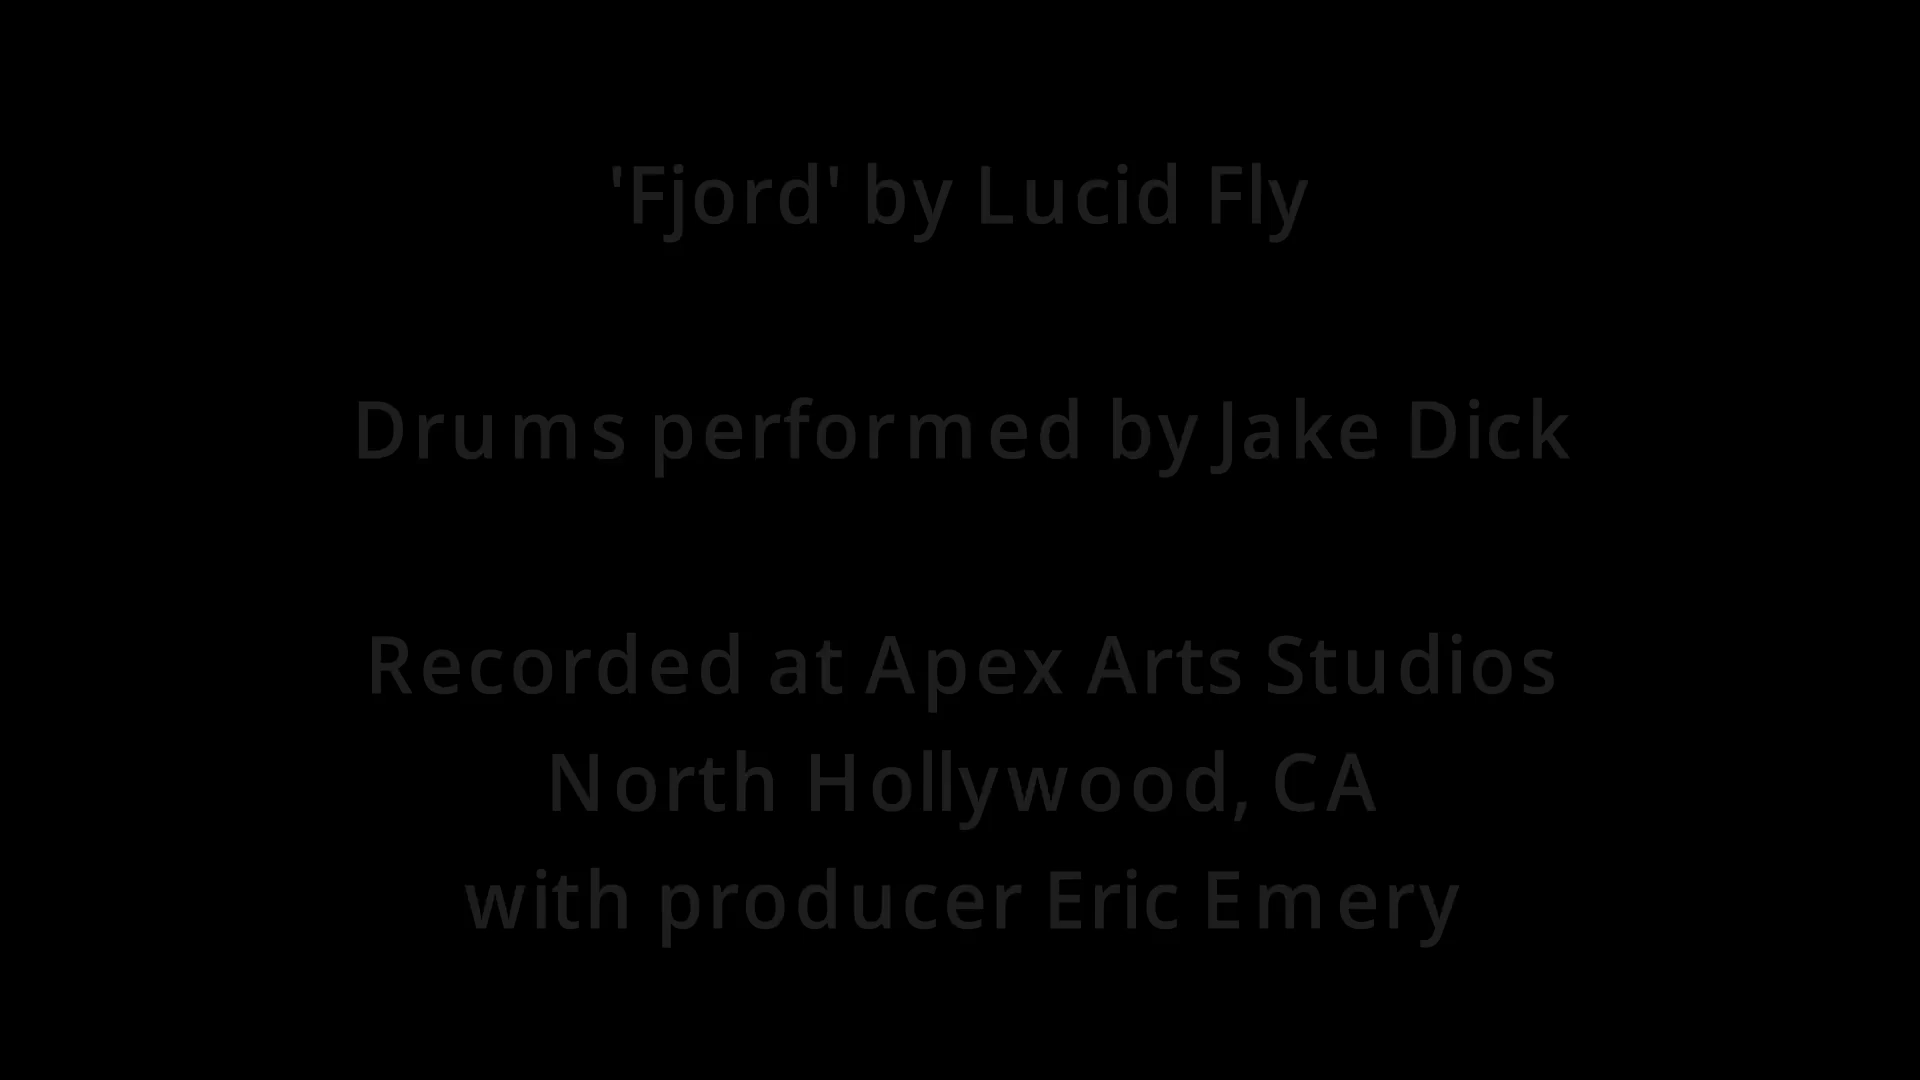 'Fjord' by Lucid Fly
Drums performed by Jake Dick
Recorded at Apex Arts Studios
North Hollywood, CA
with producer Eric Emery